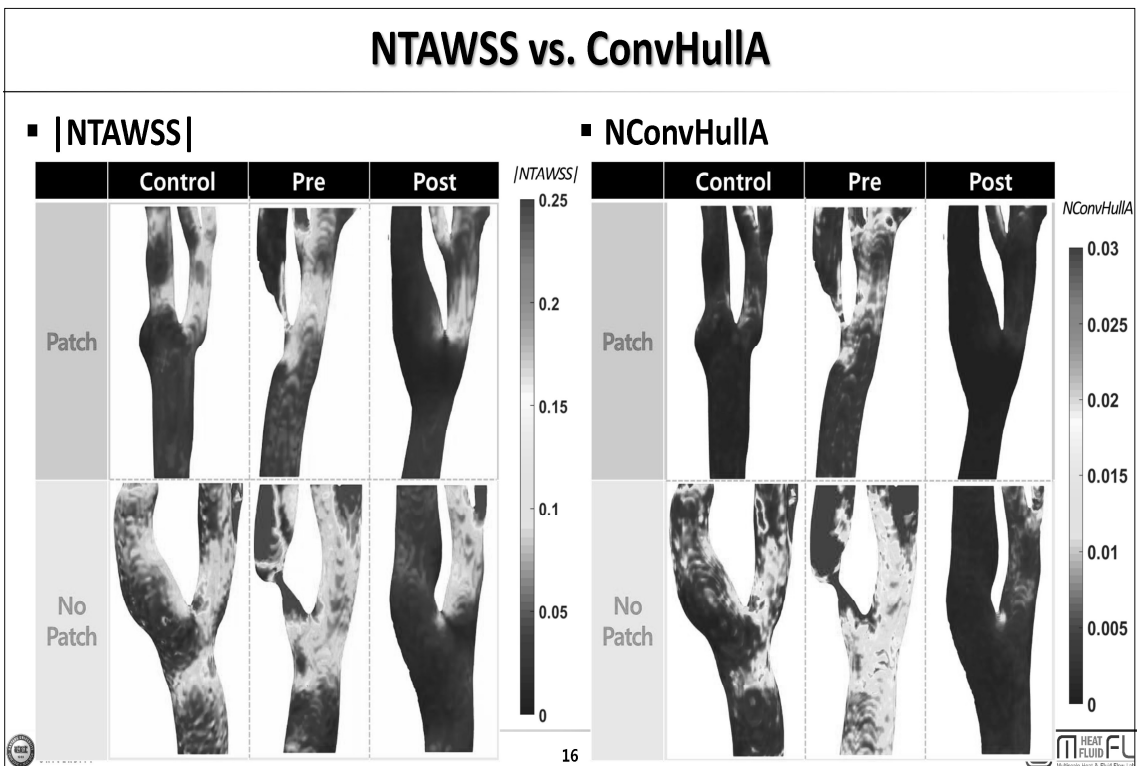 NTAWSS vs. ConvHullA
▪ |NTAWSS|
Control Pre Post
Patch
No
Patch
|NTAWSS|
0.25
0.2
0.15
0.1
0.05
0
▪ NConvHullA
Control Pre Post
Patch
No
Patch
NConvHullA
0.03
0.025
0.02
0.015
0.01
0.005
0
16
HEAT
FLUID